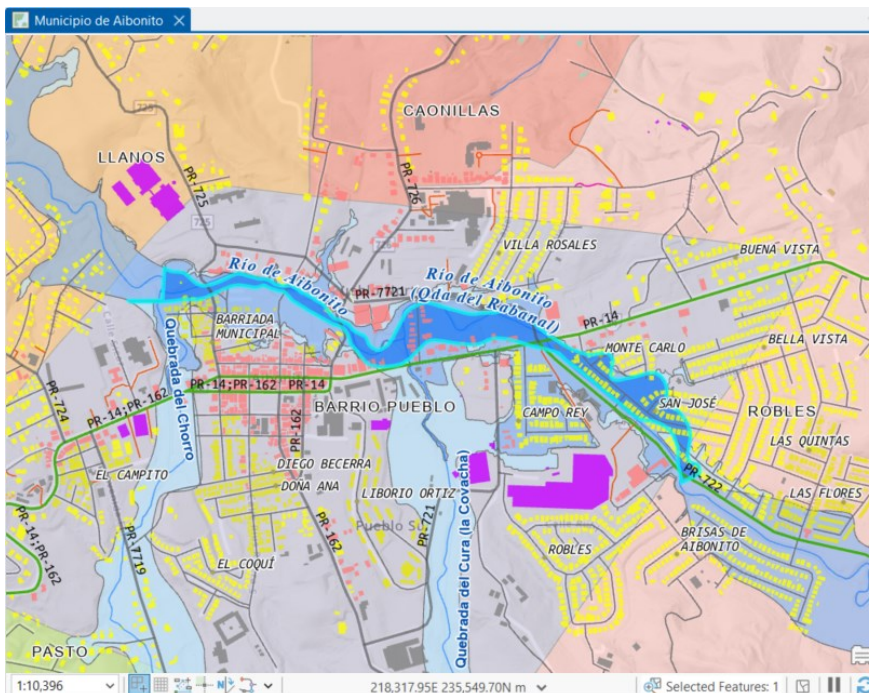 Municipio de Aibonito
CAONILLAS
725
LLANOS
PR-725
PR-726
725
VILLA ROSALES
BUENA VISTA
Río de Aibonito
Río de Aibonito
(Qda del Rabanal)
PR-7721
PR-14
BARRIADA
MUNICIPAL
MONTE CARLO
BELLA VISTA
PR-14;PR-162
PR-14
BARRIO PUEBLO
CAMPO REY
SAN JOSÉ
ROBLES
PR-724
PR-14;PR-162
Quebrada del Chorro
PR-162
LAS QUINTAS
EL CAMPITO
DIEGO BECERRA
DOÑA ANA
LIBORIO ORTIZ
PR-722
LAS FLORES
PR-14;PR-162
PR-7719
PR-162
PR-721
Quebrada del Cura (la Covacha)
BRISAS DE
AIBONITO
ROBLES
EL COQUÍ
PASTO
1:10,396
218,317.95E 235,549.70N m
Selected Features: 1